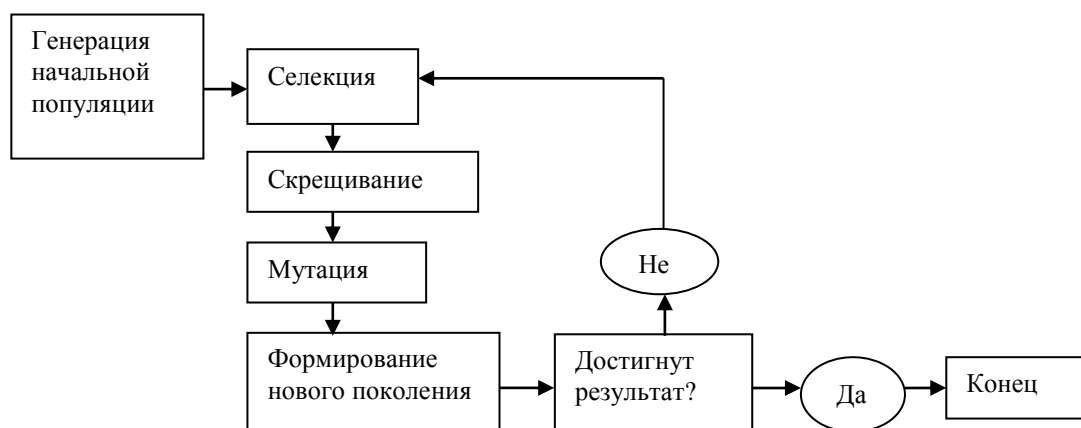 Генерация
начальной
популяции
Селекция
Скрещивание
Мутация
Не
Формирование
нового поколения
Достигнут
результат?
Да
Конец